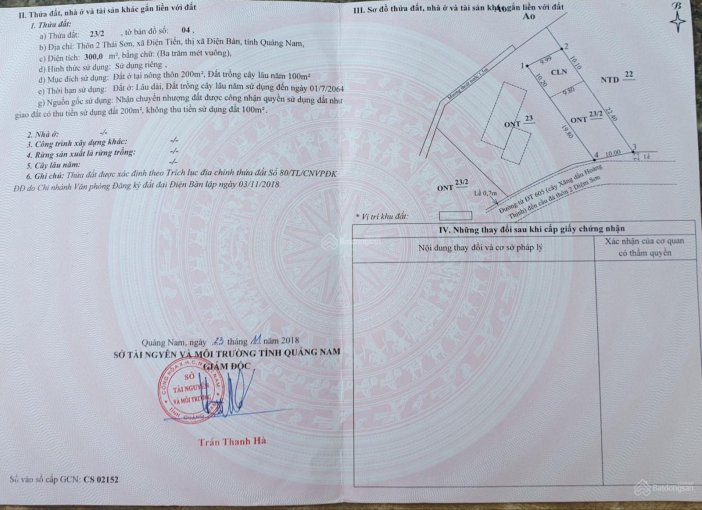 II. Thửa đất, nhà ở và tài sản khác gắn liền với đất
1. Thửa đất:
a) Thửa đất: 23/2 , tờ bản đồ số: 04 ,
b) Địa chỉ: Thôn 2 Thái Sơn, xã Điện Tiến, thị xã Điện Bàn, tỉnh Quảng Nam,
c) Diện tích: 300,0 m², bằng chữ: (Ba trăm mét vuông),
d) Hình thức sử dụng: Sử dụng riêng ,
đ) Mục đích sử dụng: Đất ở tại nông thôn 200m², Đất trồng cây lâu năm 100m²
e) Thời hạn sử dụng: Đất ở: Lâu dài, Đất trồng cây lâu năm sử dụng đến ngày 01/7/2064
g) Nguồn gốc sử dụng: Nhận chuyển nhượng đất được công nhận quyền sử dụng đất như
giao đất có thu tiền sử dụng đất 200m², không thu tiền sử dụng đất 100m².
2. Nhà ở: -/-
3. Công trình xây dựng khác: -/-
4. Rừng sản xuất là rừng trồng: -/-
5. Cây lâu năm: -/-
6. Ghi chú: Thửa đất được xác định theo Trích lục địa chính thửa đất Số 80/TL/CNVPĐK
ĐĐ do Chi nhánh Văn phòng Đăng ký đất đai Điện Bàn lập ngày 03/11/2018.
Quảng Nam, ngày 23 tháng 11 năm 2018
SỞ TÀI NGUYÊN VÀ MÔI TRƯỜNG TỈNH QUẢNG NAM
GIÁM ĐỐC
SỞ
TÀI NGUYÊN
VÀ MÔI TRƯỜNG
Trần Thanh Hà
Số vào sổ cấp GCN: CS 02152
III. Sơ đồ thửa đất, nhà ở và tài sản khác gắn liền với đất
Ao
B
1
9.99
2
CLN
10.10
NTD 22
Mương thoát nước
10.20
9.80
ONT 23
ONT 23/2
22.40
19.80
4
10.00
3
ONT 23/2
Lề 0,7m
Đường từ ĐT 605 (cây Xăng dầu Hoàng
Thịnh) đến cầu đá thôn 2 Diệm Sơn
* Vị trí khu đất:
IV. Những thay đổi sau khi cấp giấy chứng nhận
Nội dung thay đổi và cơ sở pháp lý
Xác nhận của cơ quan
có thẩm quyền
Batdongsan